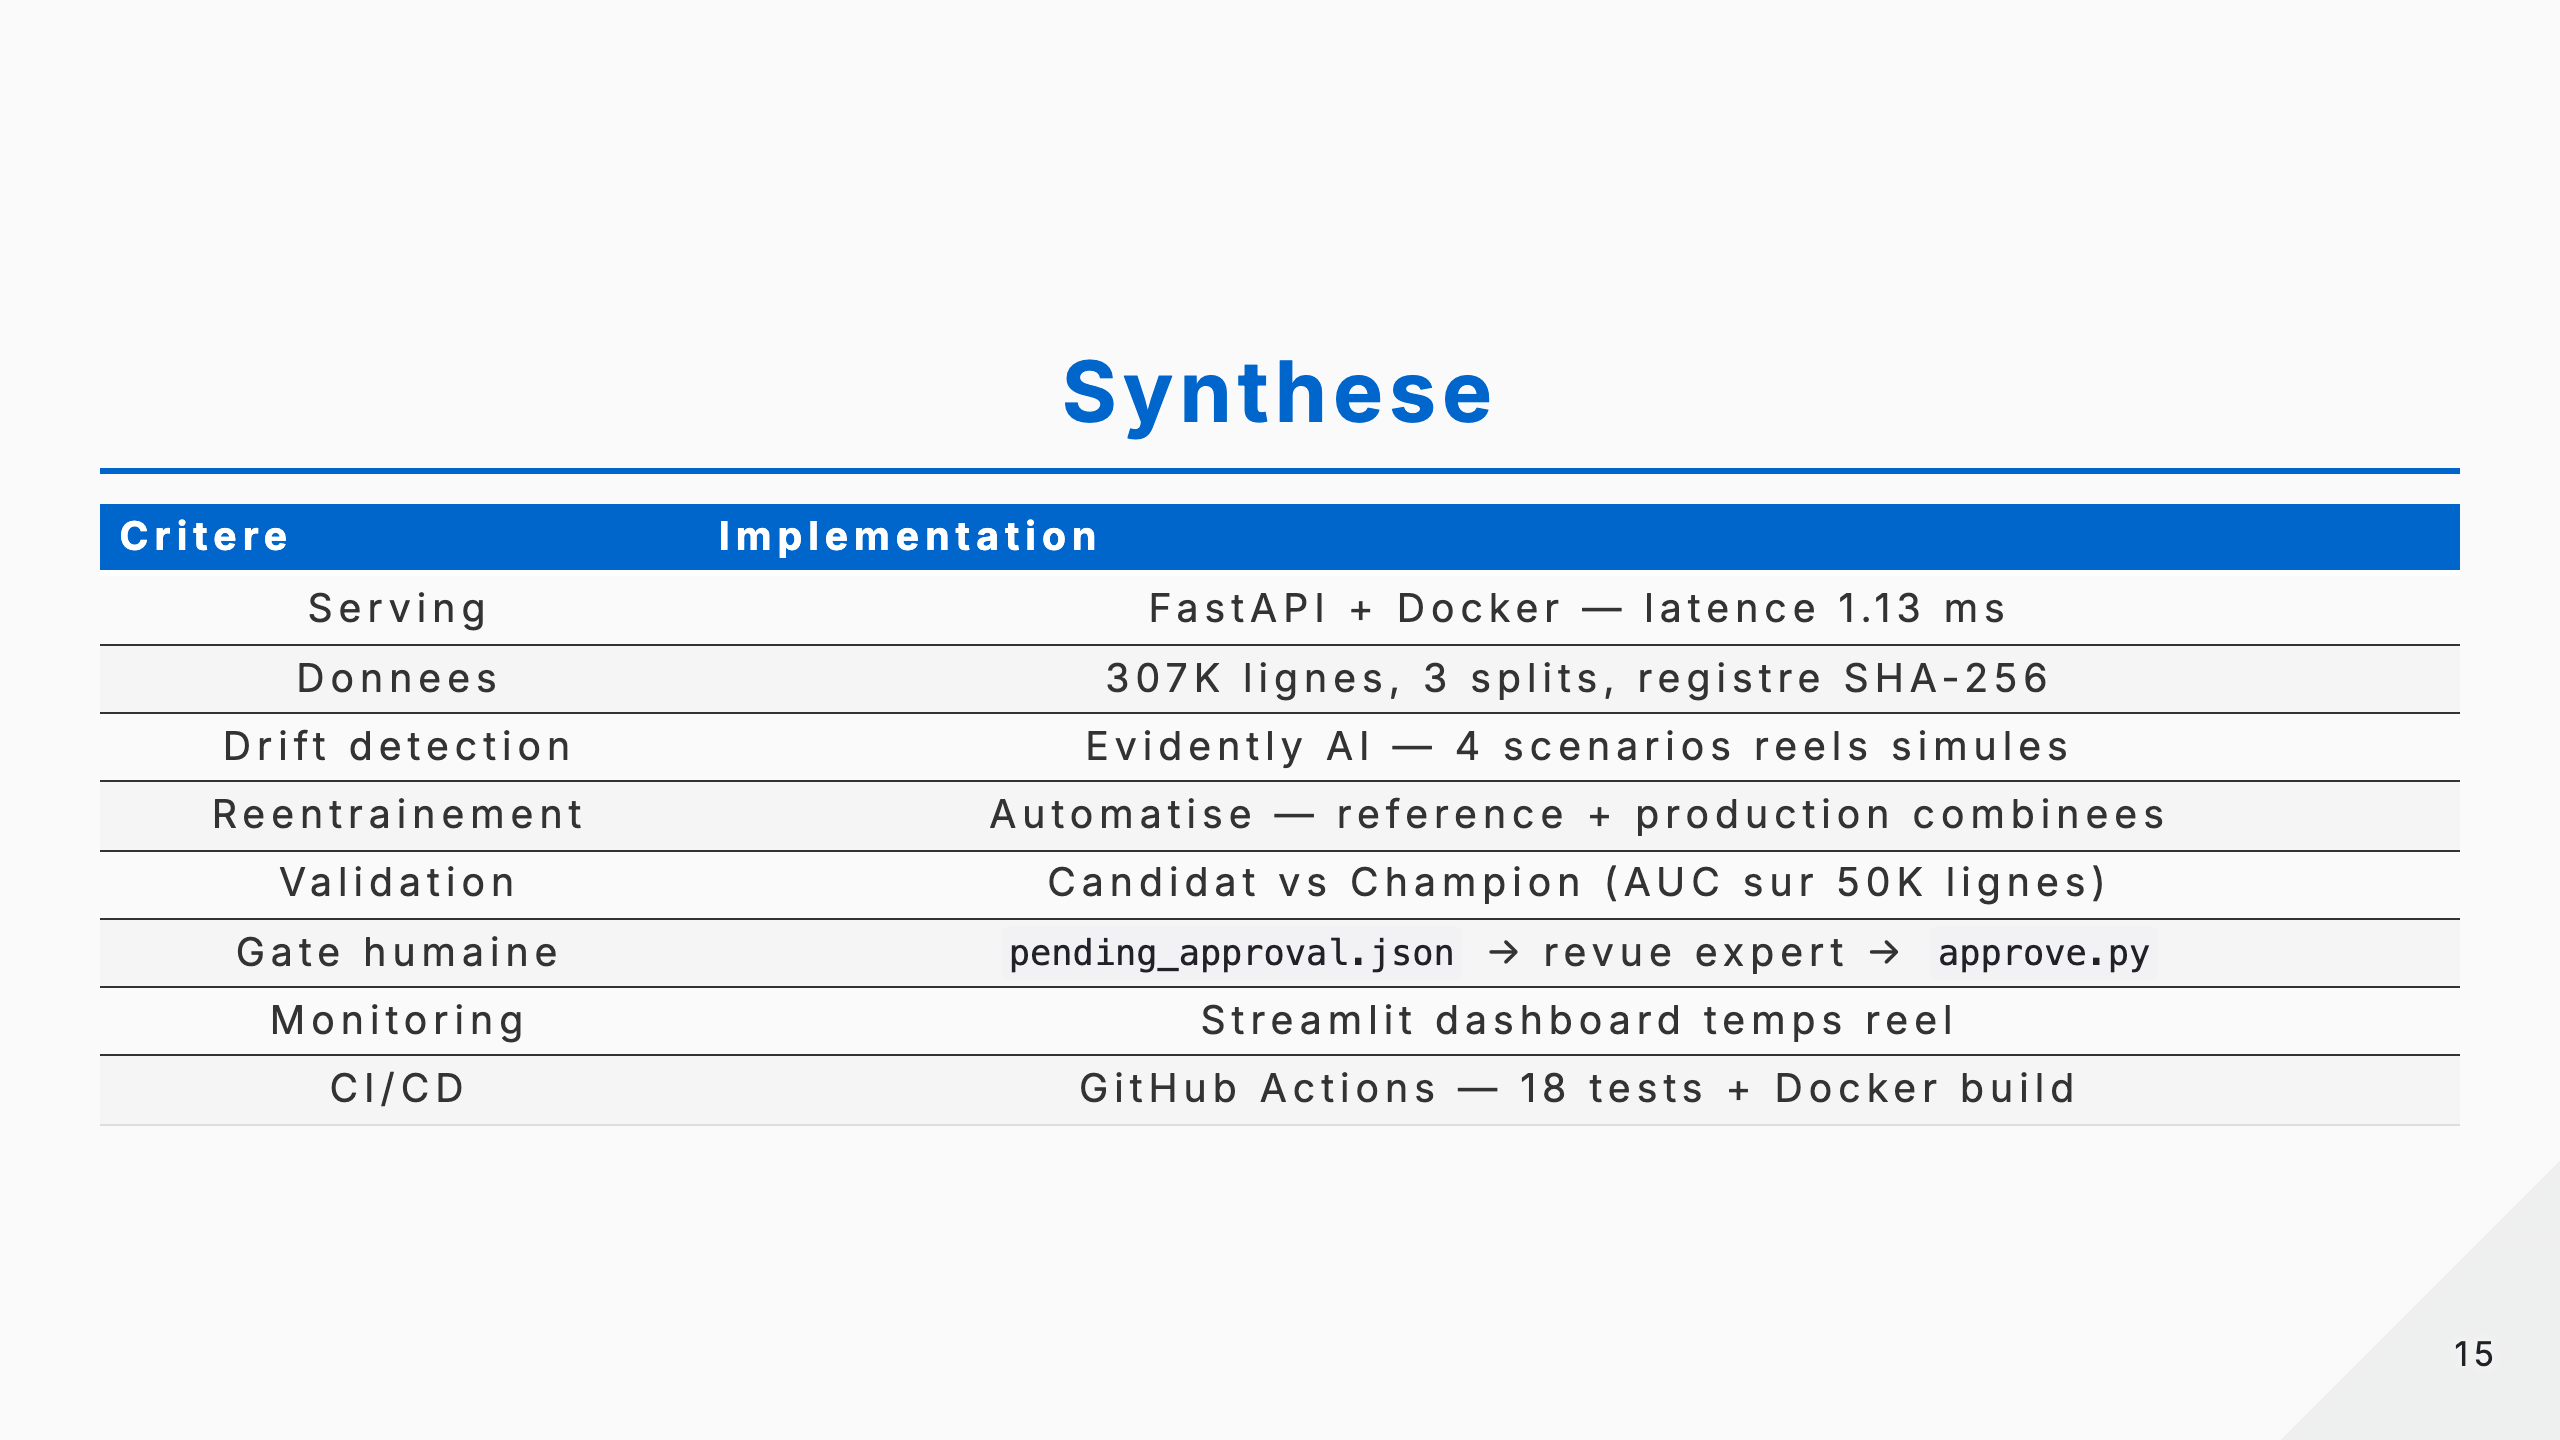 Synthese
Critere Implementation
Serving FastAPI + Docker — latence 1.13 ms
Donnees 307K lignes, 3 splits, registre SHA-256
Drift detection Evidently AI — 4 scenarios reels simules
Reentrainement Automatise — reference + production combinees
Validation Candidat vs Champion (AUC sur 50K lignes)
Gate humaine pending_approval.json → revue expert → approve.py
Monitoring Streamlit dashboard temps reel
CI/CD GitHub Actions — 18 tests + Docker build
15